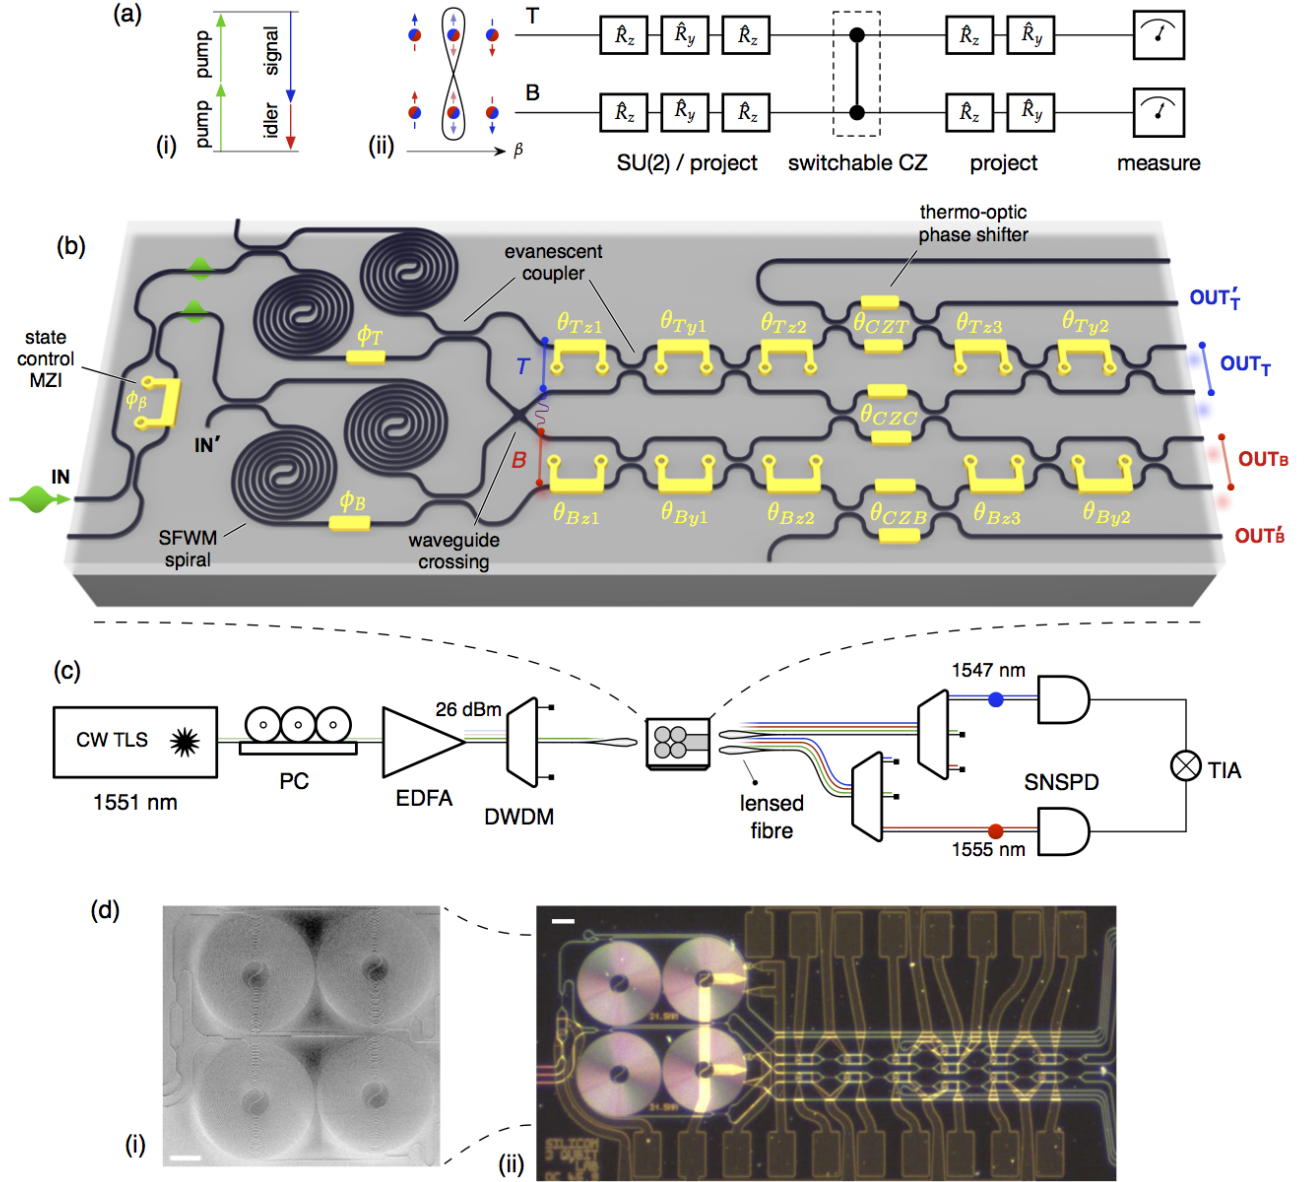 (a)
pump
pump
signal
idler
(i)
(ii)
β
T
B
R̂z
R̂y
R̂z
R̂z
R̂y
R̂z
R̂y
R̂z
R̂z
R̂y
SU(2) / project
switchable CZ
project
measure
(b)
thermo-optic
phase shifter
evanescent
coupler
state
control
MZI
ϕβ
IN
IN′
ϕT
ϕB
SFWM
spiral
waveguide
crossing
T
B
θTz1
θTy1
θTz2
θCZT
θTz3
θTy2
θCZC
θBz1
θBy1
θBz2
θCZB
θBz3
θBy2
OUT′T
OUTT
OUTB
OUT′B
(c)
CW TLS
1551 nm
PC
EDFA
26 dBm
DWDM
lensed
fibre
1547 nm
1555 nm
SNSPD
TIA
(d)
(i)
(ii)